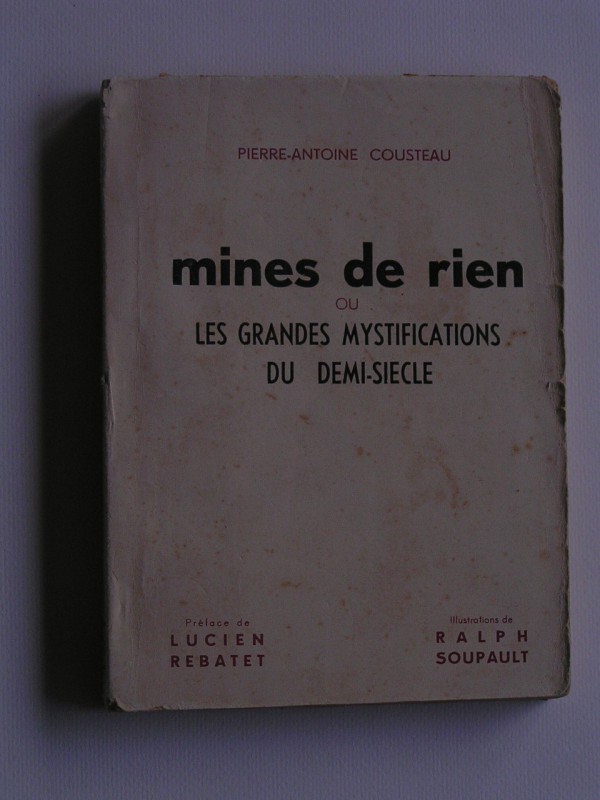 PIERRE-ANTOINE COUSTEAU
mines de rien
OU
LES GRANDES MYSTIFICATIONS
DU DEMI-SIECLE
Préface de
LUCIEN
REBATET
Illustrations de
RALPH
SOUPAULT